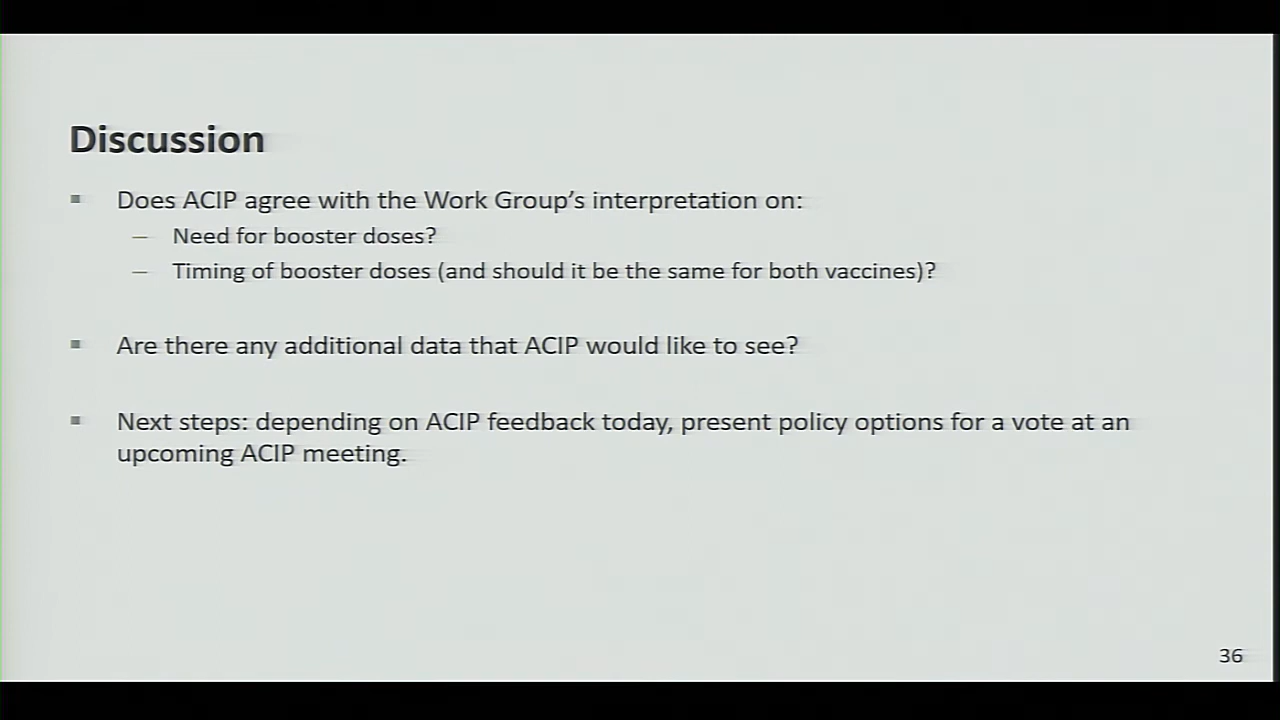 Discussion
▪ Does ACIP agree with the Work Group's interpretation on:
– Need for booster doses?
– Timing of booster doses (and should it be the same for both vaccines)?
▪ Are there any additional data that ACIP would like to see?
▪ Next steps: depending on ACIP feedback today, present policy options for a vote at an
upcoming ACIP meeting.
36